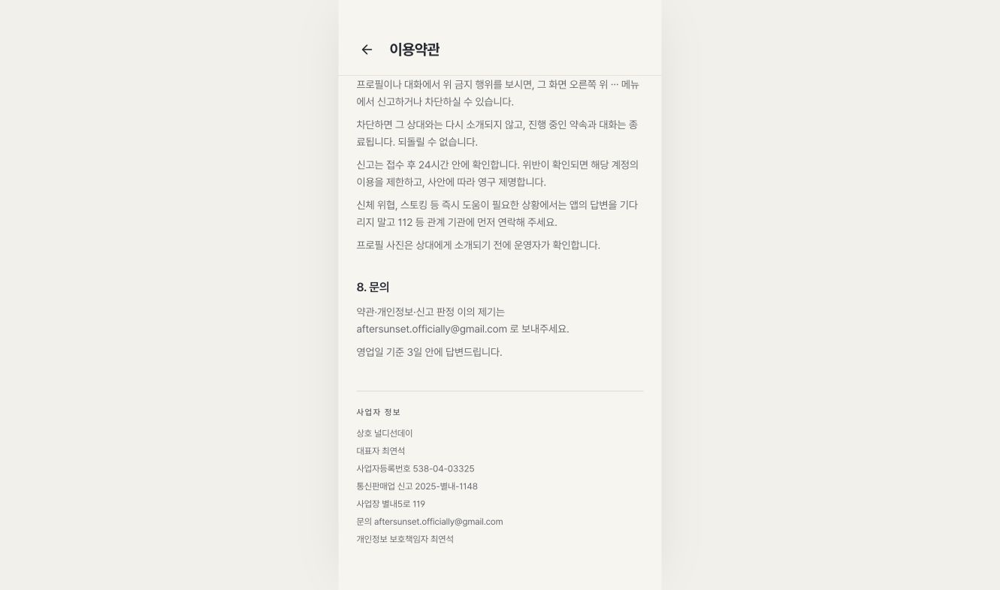 이용약관
프로필이나 대화에서 위 금지 행위를 보시면, 그 화면 오른쪽 위 ··· 메뉴
에서 신고하거나 차단하실 수 있습니다.
차단하면 그 상대와는 다시 소개되지 않고, 진행 중인 약속과 대화는 종
료됩니다. 되돌릴 수 없습니다.
신고는 접수 후 24시간 안에 확인합니다. 위반이 확인되면 해당 계정의
이용을 제한하고, 사안에 따라 영구 제명합니다.
신체 위협, 스토킹 등 즉시 도움이 필요한 상황에서는 앱의 답변을 기다
리지 말고 112 등 관계 기관에 먼저 연락해 주세요.
프로필 사진은 상대에게 소개되기 전에 운영자가 확인합니다.
8. 문의
약관·개인정보·신고 판정 이의 제기는
aftersunset.officially@gmail.com 로 보내주세요.
영업일 기준 3일 안에 답변드립니다.
사업자 정보
상호 널디선데이
대표자 최연석
사업자등록번호 538-04-03325
통신판매업 신고 2025-별내-1148
사업장 별내5로 119
문의 aftersunset.officially@gmail.com
개인정보 보호책임자 최연석